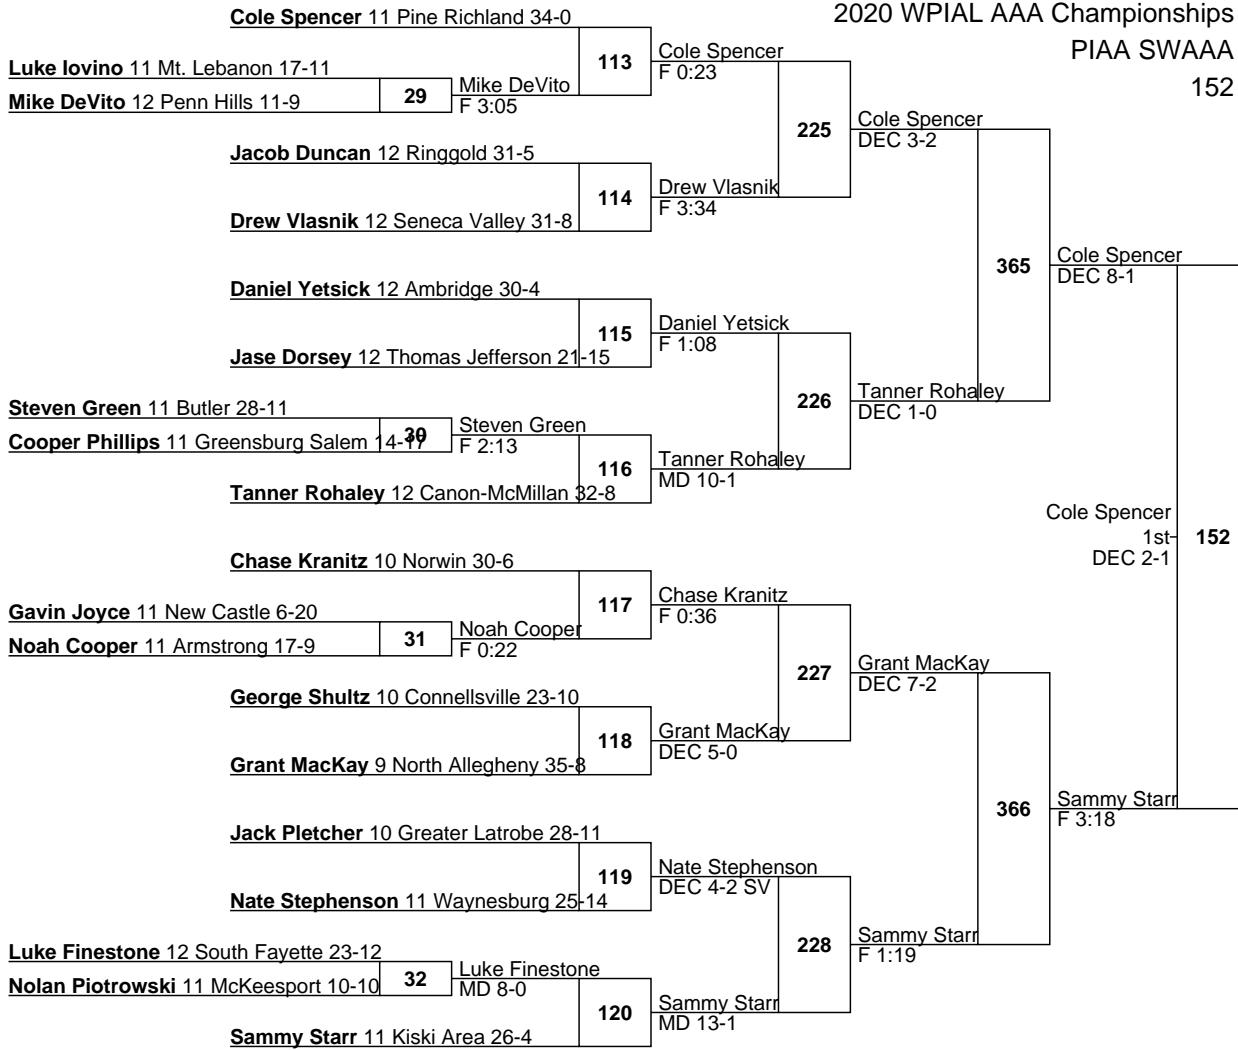 2020 WPIAL AAA Championships
PIAA SWAAA
152
Cole Spencer 11 Pine Richland 34-0
113
Cole Spencer
F 0:23
Luke Iovino 11 Mt. Lebanon 17-11
29
Mike DeVito
F 3:05
Mike DeVito 12 Penn Hills 11-9
225
Cole Spencer
DEC 3-2
Jacob Duncan 12 Ringgold 31-5
114
Drew Vlasnik
F 3:34
Drew Vlasnik 12 Seneca Valley 31-8
365
Cole Spencer
DEC 8-1
Daniel Yetsick 12 Ambridge 30-4
115
Daniel Yetsick
F 1:08
Jase Dorsey 12 Thomas Jefferson 21-15
226
Tanner Rohaley
DEC 1-0
Steven Green 11 Butler 28-11
30
Steven Green
F 2:13
Cooper Phillips 11 Greensburg Salem 14-17
116
Tanner Rohaley
MD 10-1
Tanner Rohaley 12 Canon-McMillan 32-8
Cole Spencer
1st
DEC 2-1
152
Chase Kranitz 10 Norwin 30-6
117
Chase Kranitz
F 0:36
Gavin Joyce 11 New Castle 6-20
31
Noah Cooper
F 0:22
Noah Cooper 11 Armstrong 17-9
227
Grant MacKay
DEC 7-2
George Shultz 10 Connellsville 23-10
118
Grant MacKay
DEC 5-0
Grant MacKay 9 North Allegheny 35-8
366
Sammy Starr
F 3:18
Jack Pletcher 10 Greater Latrobe 28-11
119
Nate Stephenson
DEC 4-2 SV
Nate Stephenson 11 Waynesburg 25-14
228
Sammy Starr
F 1:19
Luke Finestone 12 South Fayette 23-12
32
Luke Finestone
MD 8-0
Nolan Piotrowski 11 McKeesport 10-10
120
Sammy Starr
MD 13-1
Sammy Starr 11 Kiski Area 26-4